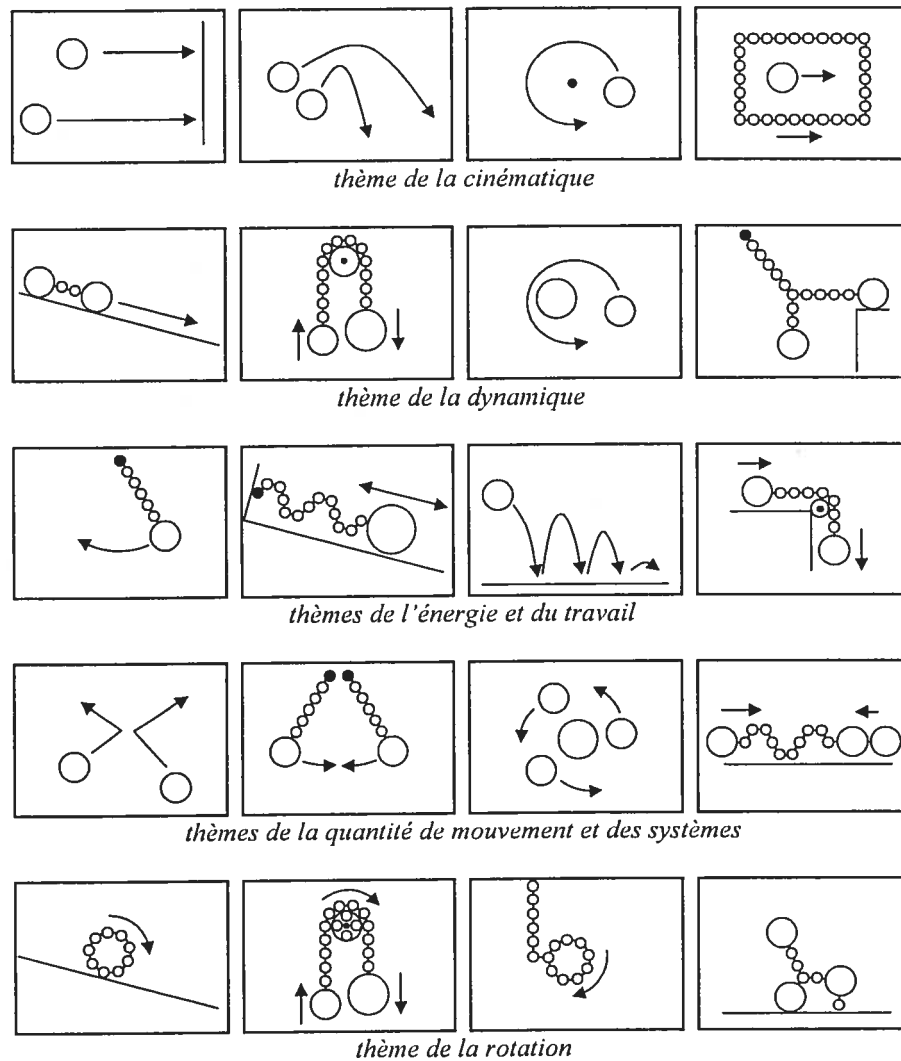 thème de la cinématique
thème de la dynamique
thèmes de l'énergie et du travail
thèmes de la quantité de mouvement et des systèmes
thème de la rotation